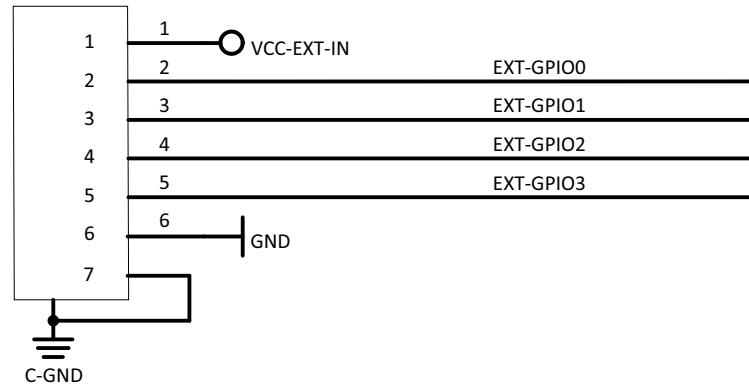 1 1 VCC-EXT-IN
2 2 EXT-GPIO0
3 3 EXT-GPIO1
4 4 EXT-GPIO2
5 5 EXT-GPIO3
6 6 GND
7
C-GND